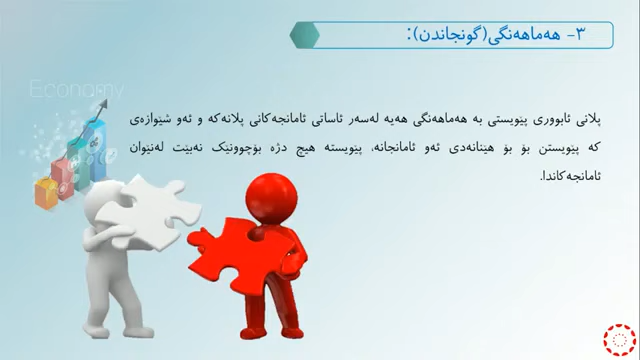 ٣- هەماهەنگی(گونجاندن):
Economy
پلانی ئابووری پێویستی بە هەماهەنگی هەیە لەسەر ئاساتی ئامانجەکانی پلانەکە و ئەو شێوازەی
کە پێویستن بۆ بۆ هێنانەدی ئەو ئامانجانە، پێویستە هیچ دژە بۆچوونێک نەبێت لەنێوان
ئامانجەکاندا.